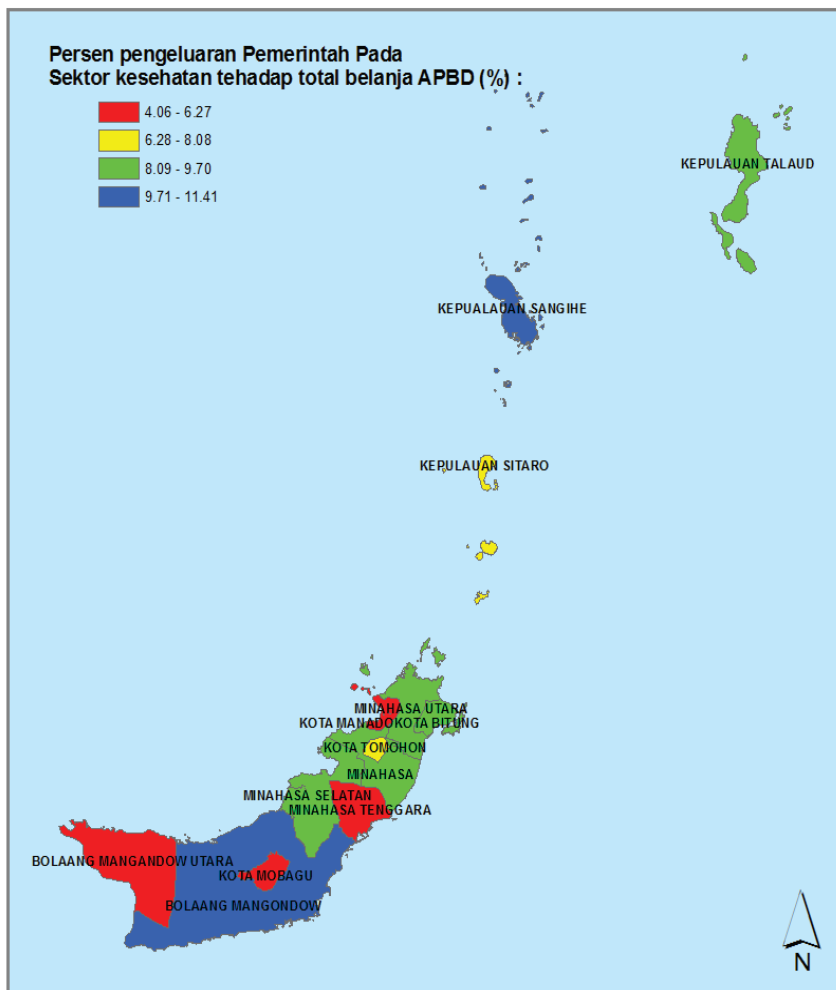 Persen pengeluaran Pemerintah Pada
Sektor kesehatan tehadap total belanja APBD (%) :
4.06 - 6.27
6.28 - 8.08
8.09 - 9.70
9.71 - 11.41
KEPULAUAN TALAUD
KEPUALAUAN SANGIHE
KEPULAUAN SITARO
MINAHASA UTARA
KOTA MANADO KOTA BITUNG
KOTA TOMOHON
MINAHASA
MINAHASA SELATAN
MINAHASA TENGGARA
BOLAANG MANGANDOW UTARA
KOTA MOBAGU
BOLAANG MANGONDOW
N